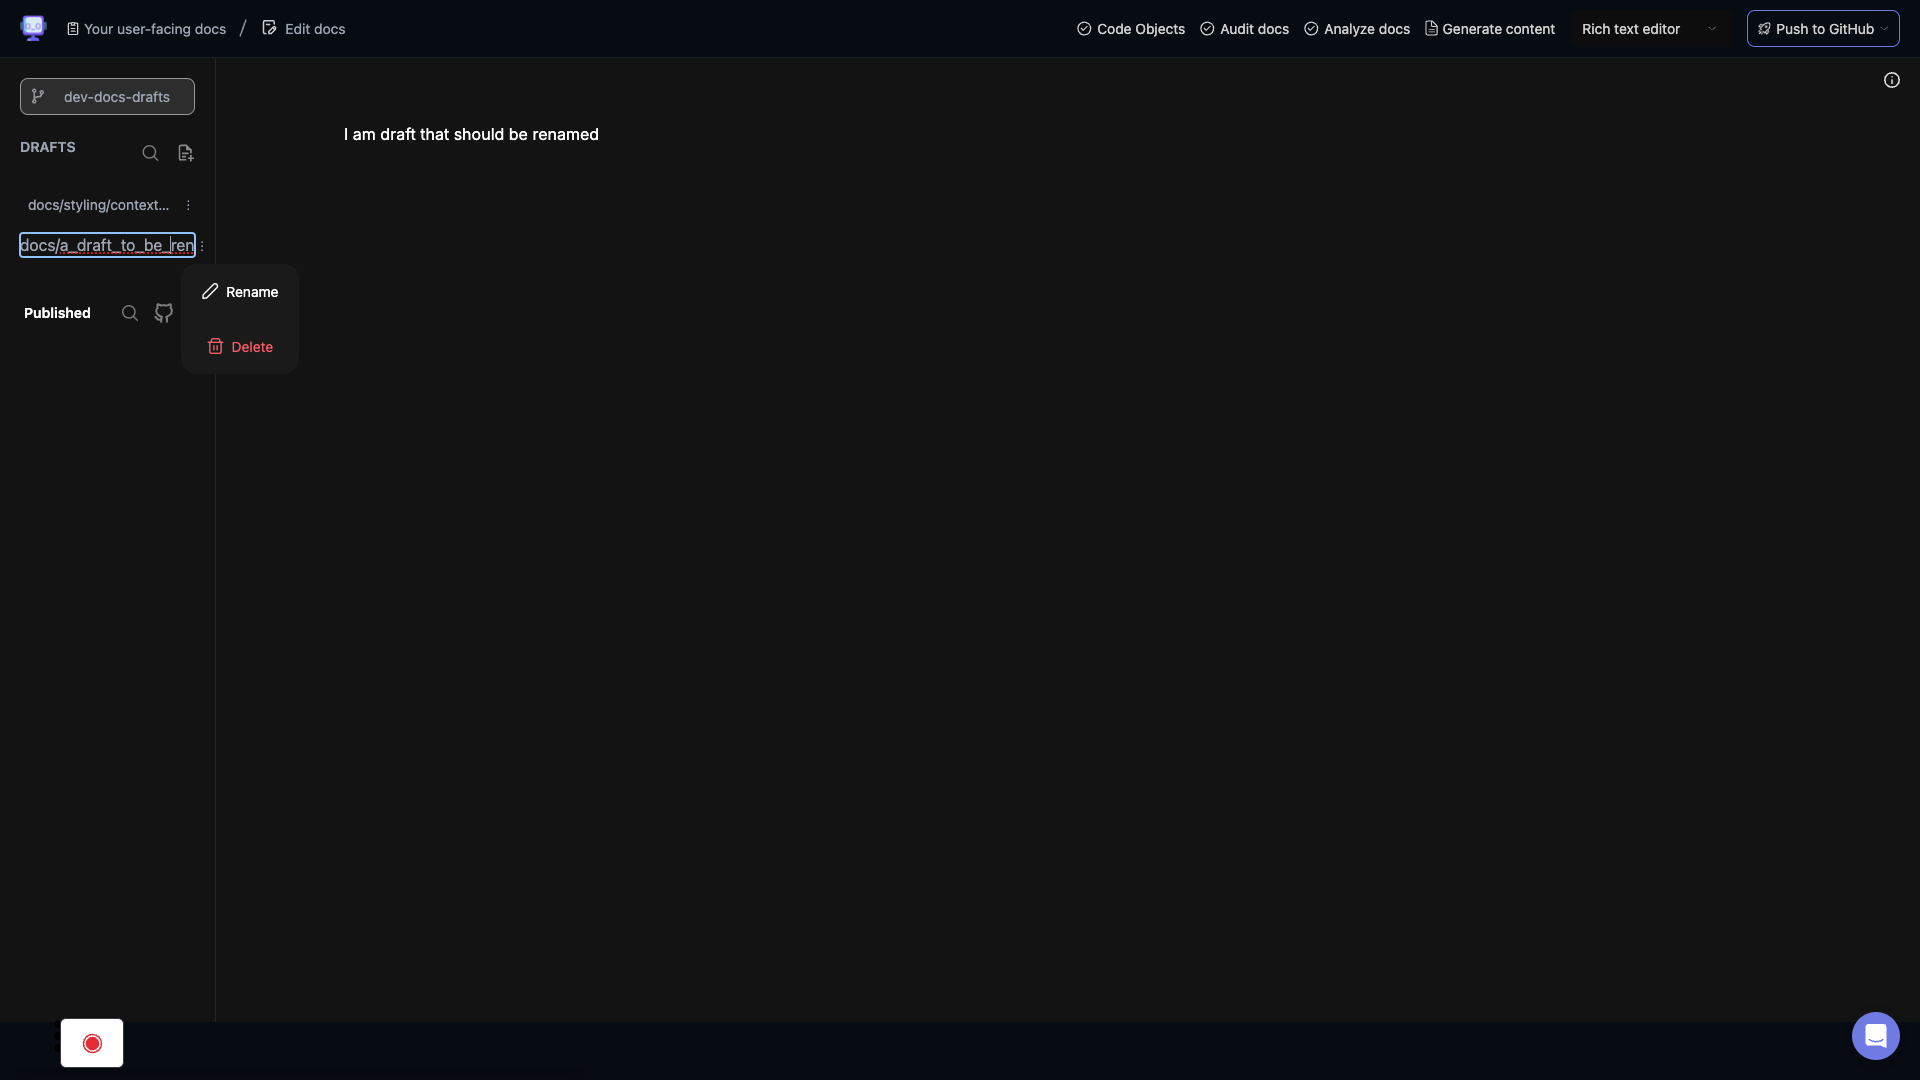 Your user-facing docs / Edit docs
Code Objects Audit docs Analyze docs Generate content Rich text editor Push to GitHub
dev-docs-drafts
I am draft that should be renamed
DRAFTS
docs/styling/context...
docs/a_draft_to_be_ren
Rename
Published
Delete